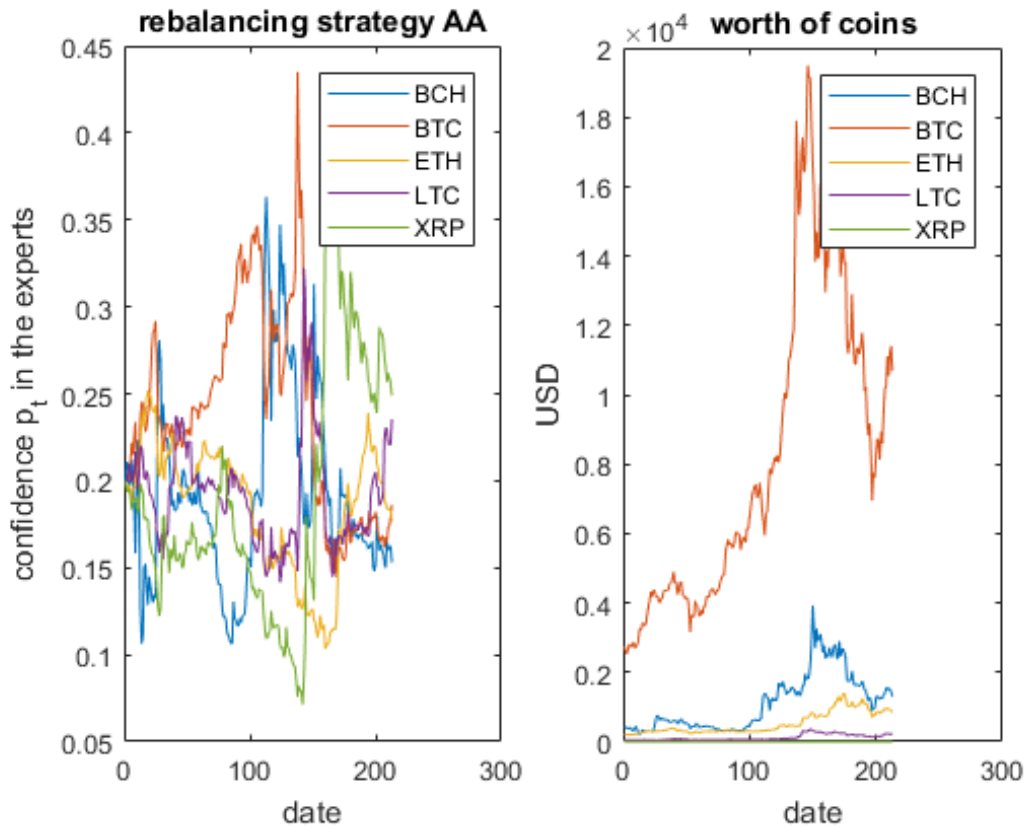 rebalancing strategy AA
0.45
0.4
0.35
0.3
0.25
0.2
0.15
0.1
0.05
confidence p_t in the experts
BCH
BTC
ETH
LTC
XRP
0 100 200 300
date
worth of coins
×10^4
2
1.8
1.6
1.4
1.2
1
0.8
0.6
0.4
0.2
0
USD
BCH
BTC
ETH
LTC
XRP
0 100 200 300
date